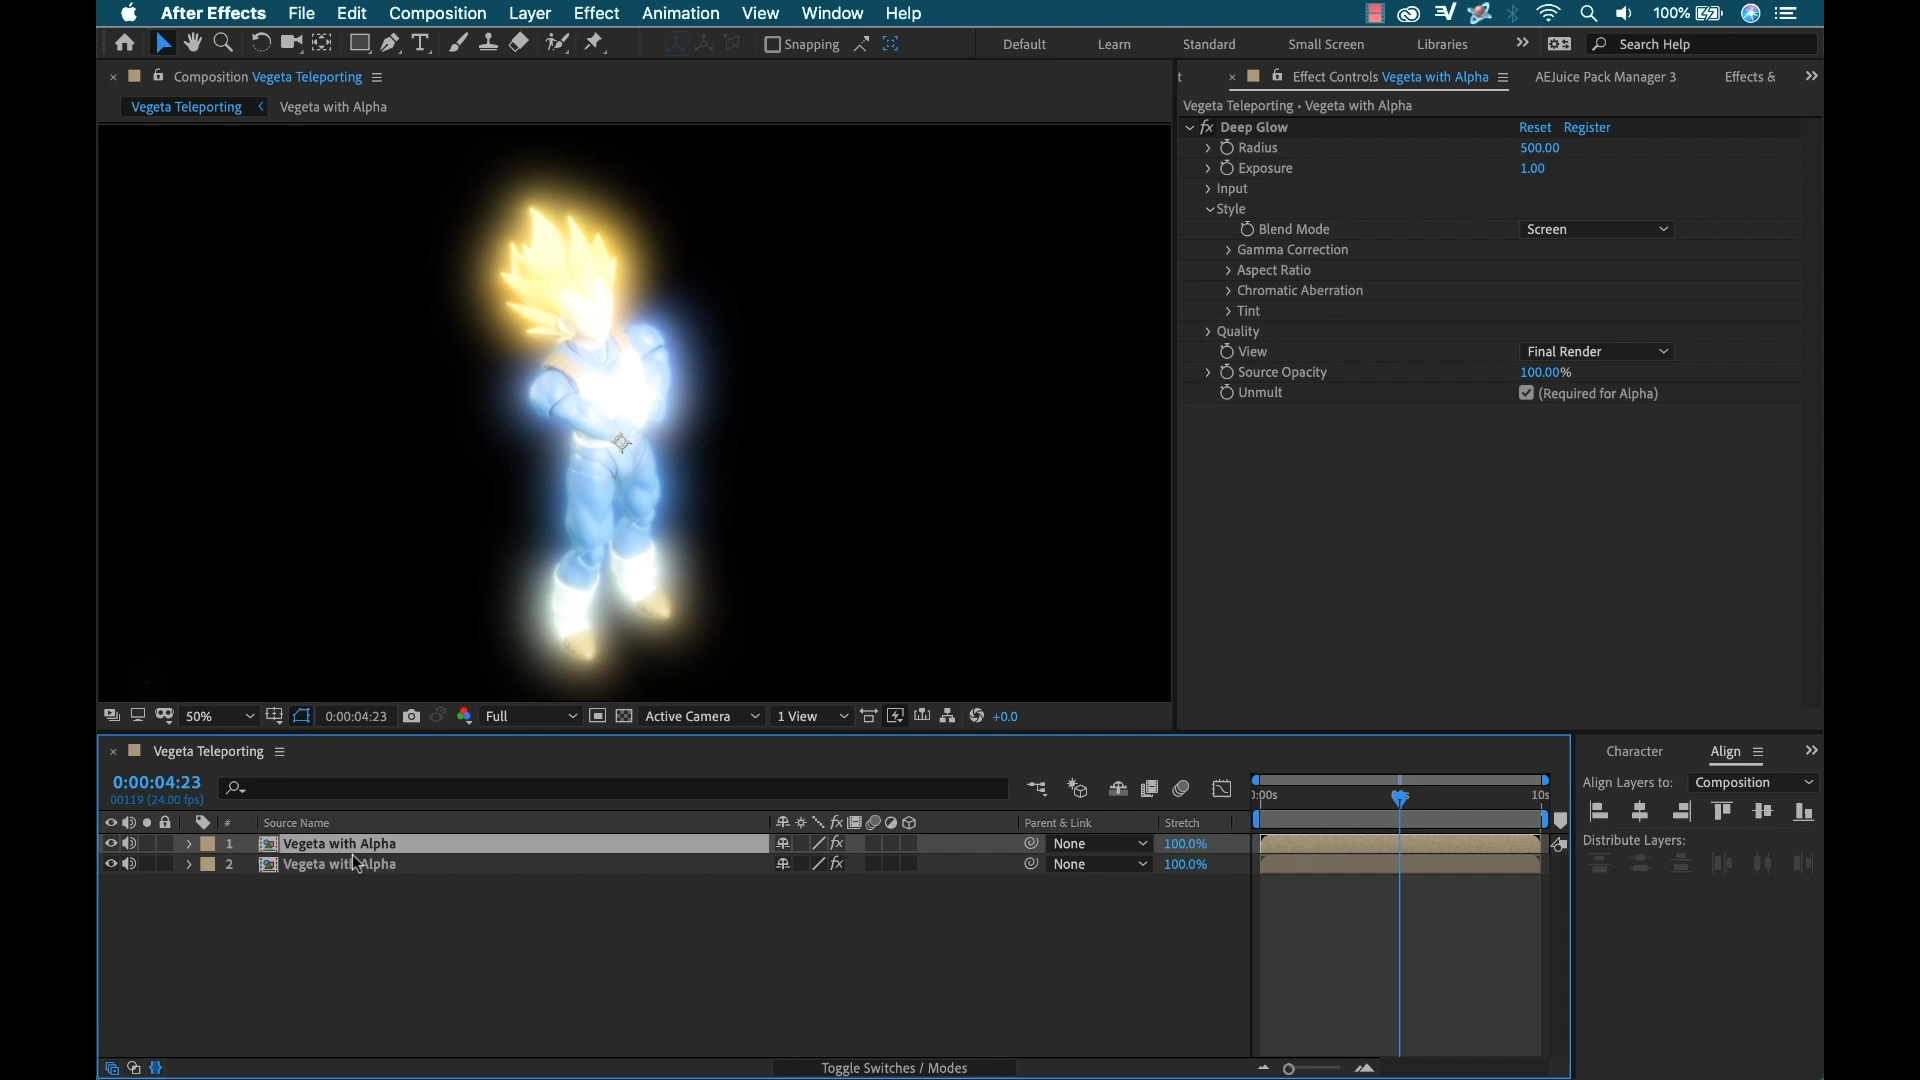 After Effects File Edit Composition Layer Effect Animation View Window Help 100%
Snapping Default Learn Standard Small Screen Libraries Search Help
Composition Vegeta Teleporting
Vegeta Teleporting Vegeta with Alpha
t Effect Controls Vegeta with Alpha AEJuice Pack Manager 3 Effects &
Vegeta Teleporting • Vegeta with Alpha
fx Deep Glow Reset Register
Radius 500.00
Exposure 1.00
Input
Style
Blend Mode Screen
Gamma Correction
Aspect Ratio
Chromatic Aberration
Tint
Quality
View Final Render
Source Opacity 100.00%
Unmult (Required for Alpha)
50% 0:00:04:23 Full Active Camera 1 View +0.0
Vegeta Teleporting
0:00:04:23
00119 (24.00 fps)
# Source Name fx Parent & Link Stretch
1 Vegeta with Alpha fx None 100.0%
2 Vegeta with Alpha fx None 100.0%
):00s 10s
Toggle Switches / Modes
Character Align
Align Layers to: Composition
Distribute Layers: